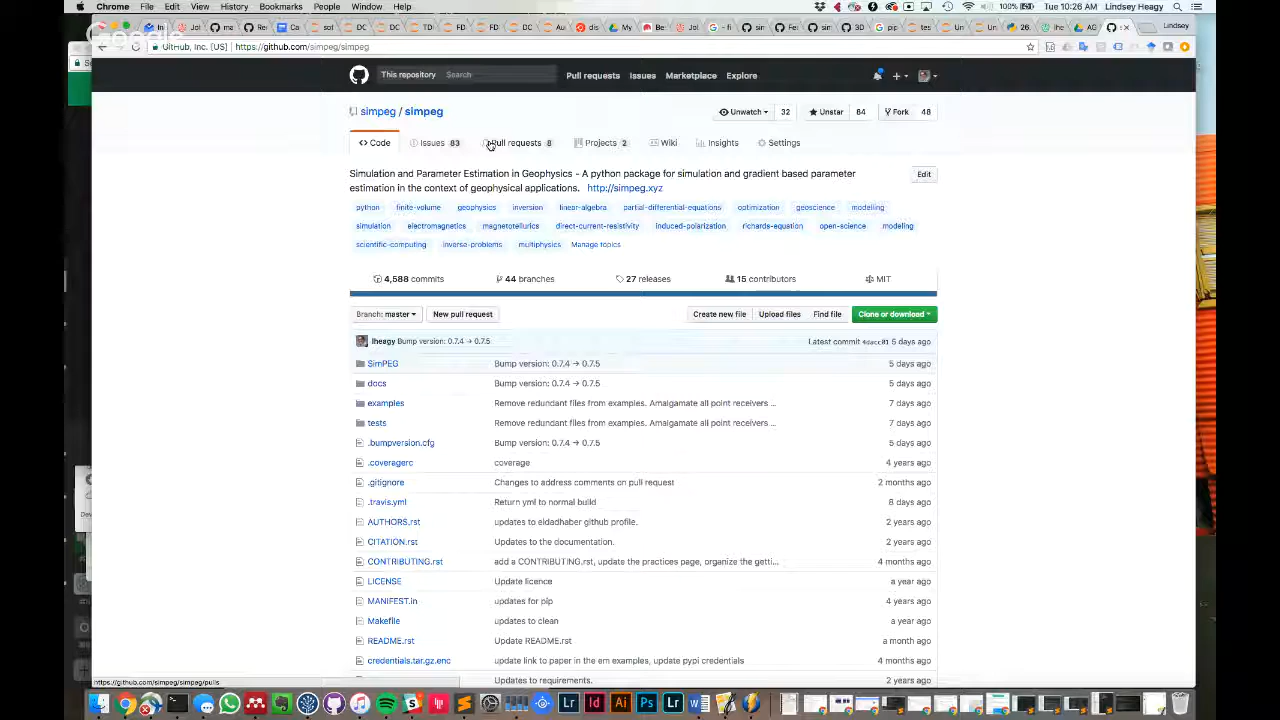 Chrome File Edit View History Bookmarks People Window Help
100% Tue 10:26 AM Lindsey Heagy
Lindsey
GitHub, Inc. [US] https://github.com/simpeg/simpeg
This repository Search Pull requests Issues Marketplace Explore
simpeg / simpeg Unwatch 32 Unstar 64 Fork 48
Code Issues 83 Pull requests 8 Projects 2 Wiki Insights Settings
Simulation and Parameter Estimation in Geophysics - A python package for simulation and gradient based parameter Edit
estimation in the context of geophysical applications. http://simpeg.xyz
python finite-volume geophysics inversion linear-algebra partial-differential-equations optimization geoscience modelling
simulation electromagnetics magnetotellurics direct-current-resistivity induced-polarization richards-equation open-science modeling
scientific-computing inverse-problems multiphysics Manage topics
4,588 commits 44 branches 27 releases 15 contributors MIT
Branch: master New pull request Create new file Upload files Find file Clone or download
lheagy Bump version: 0.7.4 → 0.7.5 Latest commit 4dacc01 5 days ago
SimPEG Bump version: 0.7.4 → 0.7.5 5 days ago
docs Bump version: 0.7.4 → 0.7.5 5 days ago
examples Remove redundant files from examples. Amalgamate all point receivers ... 7 days ago
tests Remove redundant files from examples. Amalgamate all point receivers ... 7 days ago
.bumpversion.cfg Bump version: 0.7.4 → 0.7.5 5 days ago
.coveragerc coverage 4 years ago
.gitignore Changes to address comments on pull request 2 months ago
.travis.yml Return yml to normal build 8 days ago
AUTHORS.rst updates to eldadhaber github profile. 2 years ago
CITATION.rst Updates to the documentation. 2 years ago
CONTRIBUTING.rst add a CONTRIBUTING.rst, update the practices page, organize the getti... 4 months ago
LICENSE Update licence a year ago
MANIFEST.in updates for pip 4 years ago
Makefile updates to clean a year ago
README.rst Update README.rst a month ago
credentials.tar.gz.enc update link to paper in the em examples, update pypi credentials 4 months ago
Updates to requirements. 2 years ago
https://github.com/simpeg/simpeg/pulls